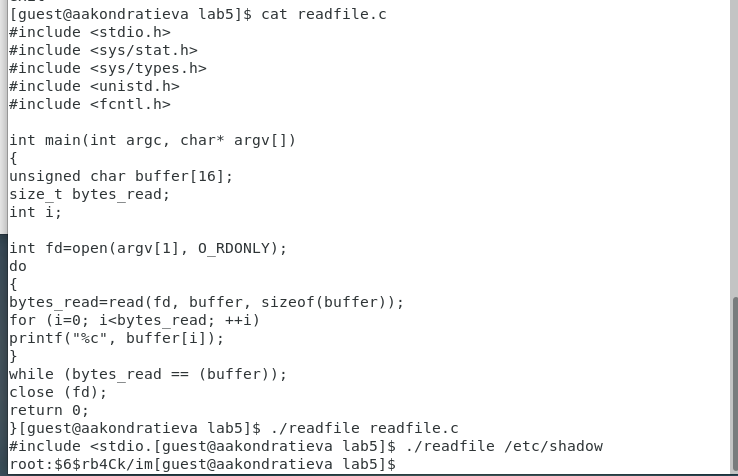 [guest@aakondratieva lab5]$ cat readfile.c
#include <stdio.h>
#include <sys/stat.h>
#include <sys/types.h>
#include <unistd.h>
#include <fcntl.h>
int main(int argc, char* argv[])
{
unsigned char buffer[16];
size_t bytes_read;
int i;
int fd=open(argv[1], O_RDONLY);
do
{
bytes_read=read(fd, buffer, sizeof(buffer));
for (i=0; i<bytes_read; ++i)
printf("%c", buffer[i]);
}
while (bytes_read == (buffer));
close (fd);
return 0;
}[guest@aakondratieva lab5]$ ./readfile readfile.c
#include <stdio.[guest@aakondratieva lab5]$ ./readfile /etc/shadow
root:$6$rb4Ck/im[guest@aakondratieva lab5]$